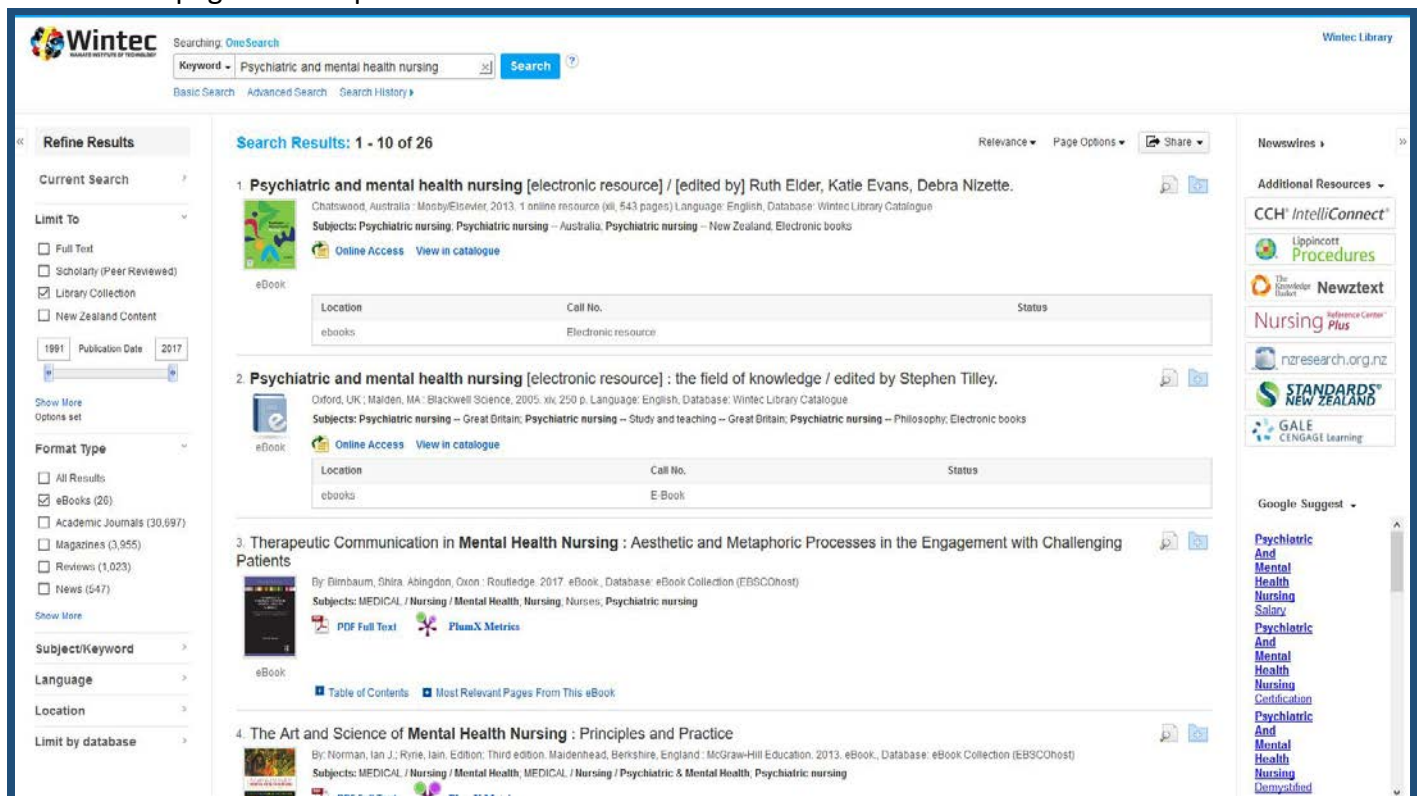 Wintec
WAIKATO INSTITUTE OF TECHNOLOGY
Searching: OneSearch
Wintec Library
Keyword Psychiatric and mental health nursing Search ?
Basic Search Advanced Search Search History
Refine Results
Current Search
Limit To
Full Text
Scholarly (Peer Reviewed)
Library Collection
New Zealand Content
1991 Publication Date 2017
Show More
Options set
Format Type
All Results
eBooks (26)
Academic Journals (30,697)
Magazines (3,955)
Reviews (1,023)
News (547)
Show More
Subject/Keyword
Language
Location
Limit by database
Search Results: 1 - 10 of 26
Relevance Page Options Share
1. Psychiatric and mental health nursing [electronic resource] / [edited by] Ruth Elder, Katie Evans, Debra Nizette.
Chatswood, Australia : Mosby/Elsevier, 2013. 1 online resource (xii, 543 pages) Language: English, Database: Wintec Library Catalogue
Subjects: Psychiatric nursing; Psychiatric nursing -- Australia; Psychiatric nursing -- New Zealand; Electronic books
Online Access View in catalogue
eBook
Location Call No. Status
ebooks Electronic resource
2. Psychiatric and mental health nursing [electronic resource] : the field of knowledge / edited by Stephen Tilley.
Oxford, UK ; Malden, MA : Blackwell Science, 2005. xiv, 250 p. Language: English, Database: Wintec Library Catalogue
Subjects: Psychiatric nursing -- Great Britain; Psychiatric nursing -- Study and teaching -- Great Britain; Psychiatric nursing -- Philosophy; Electronic books
eBook
Online Access View in catalogue
Location Call No. Status
ebooks E-Book
3. Therapeutic Communication in Mental Health Nursing : Aesthetic and Metaphoric Processes in the Engagement with Challenging
Patients
By: Birnbaum, Shira. Abingdon, Oxon : Routledge. 2017. eBook., Database: eBook Collection (EBSCOhost)
Subjects: MEDICAL / Nursing / Mental Health; Nursing; Nurses; Psychiatric nursing
PDF Full Text PlumX Metrics
eBook
Table of Contents Most Relevant Pages From This eBook
4. The Art and Science of Mental Health Nursing : Principles and Practice
By: Norman, Ian J.; Ryrie, Iain. Edition: Third edition. Maidenhead, Berkshire, England : McGraw-Hill Education. 2013. eBook., Database: eBook Collection (EBSCOhost)
Subjects: MEDICAL / Nursing / Mental Health; MEDICAL / Nursing / Psychiatric & Mental Health; Psychiatric nursing
Newswires
Additional Resources
CCH IntelliConnect
Lippincott
Procedures
The Knowledge Basket Newztext
Nursing Reference Center Plus
nzresearch.org.nz
STANDARDS
NEW ZEALAND
GALE
CENGAGE Learning
Google Suggest
Psychiatric
And
Mental
Health
Nursing
Salary
Psychiatric
And
Mental
Health
Nursing
Certification
Psychiatric
And
Mental
Health
Nursing
Demystified